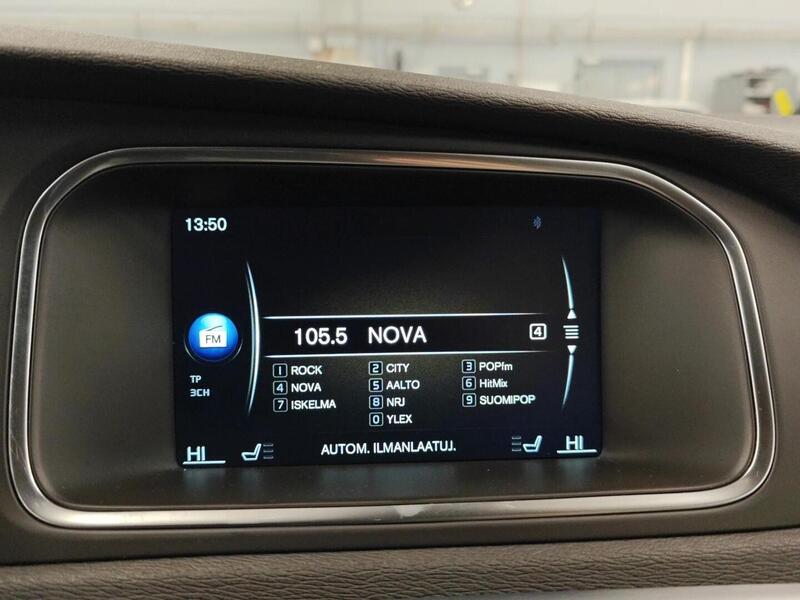 13:50
105.5 NOVA 4
FM
1 ROCK 2 CITY 3 POPfm
4 NOVA 5 AALTO 6 HitMix
7 ISKELMA 8 NRJ 9 SUOMIPOP
0 YLEX
TP
3CH
HI AUTOM. ILMANLAATUJ. HI